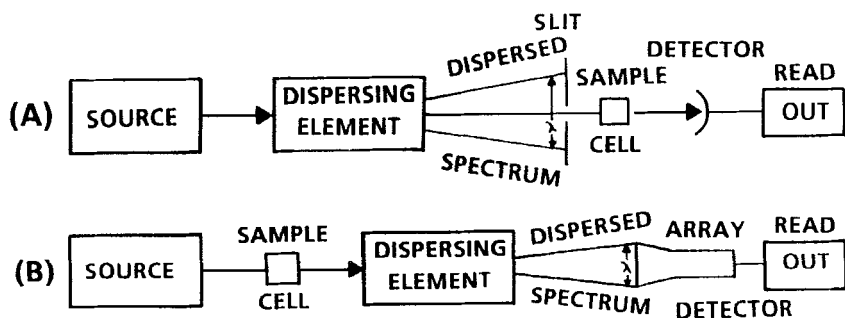 SLIT
DISPERSED
DETECTOR
SAMPLE
READ
(A)
SOURCE
DISPERSING
ELEMENT
λ
OUT
CELL
SPECTRUM
DISPERSED
ARRAY
READ
SAMPLE
(B)
SOURCE
DISPERSING
ELEMENT
λ
OUT
CELL
SPECTRUM
DETECTOR